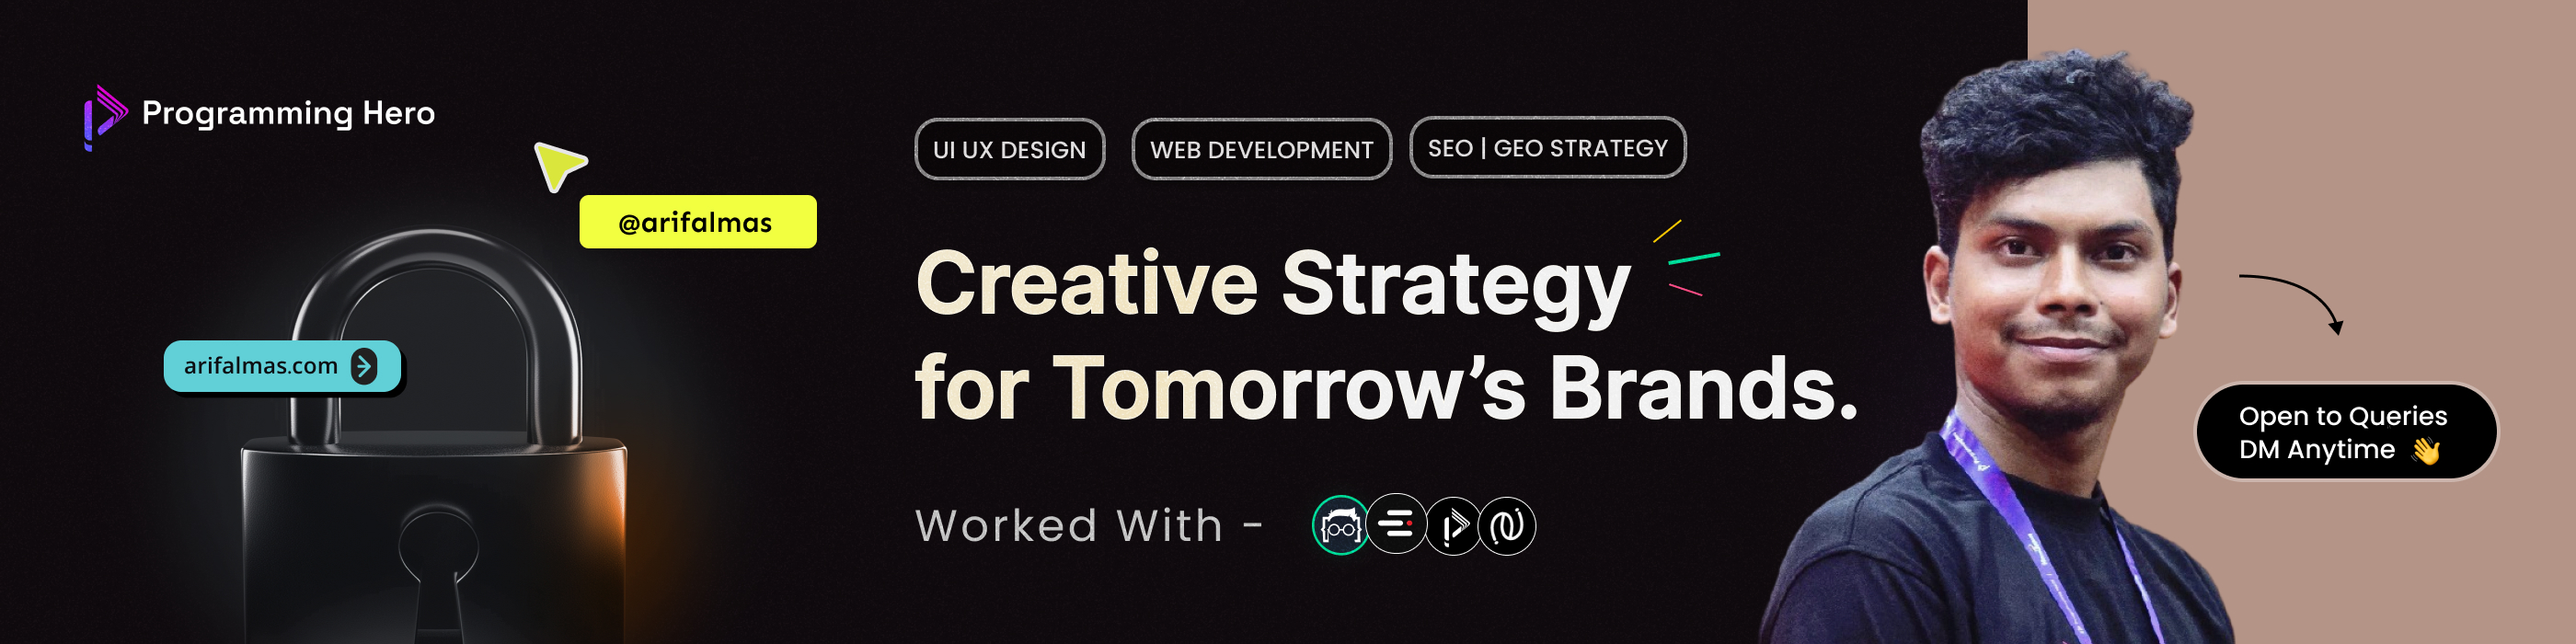 Programming Hero
@arifalmas
arifalmas.com
UI UX DESIGN
WEB DEVELOPMENT
SEO | GEO STRATEGY
Creative Strategy
for Tomorrow’s Brands.
Worked With -
Open to Queries
DM Anytime 👋